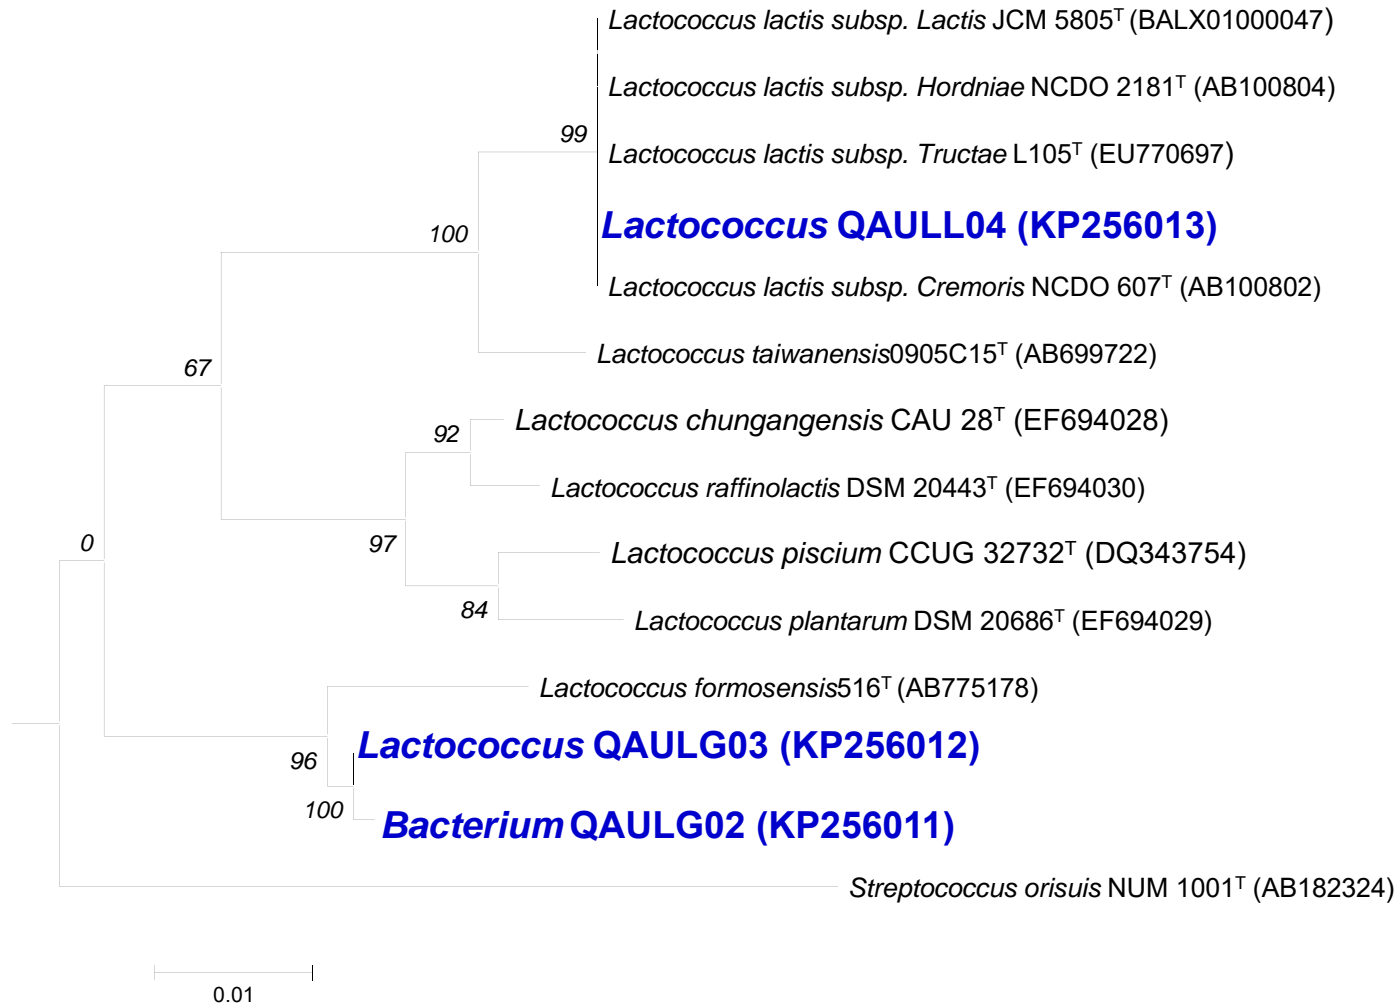 Lactococcus lactis subsp. Lactis JCM 5805ᵀ (BALX01000047)
Lactococcus lactis subsp. Hordniae NCDO 2181ᵀ (AB100804)
99
Lactococcus lactis subsp. Tructae L105ᵀ (EU770697)
Lactococcus QAULL04 (KP256013)
100
Lactococcus lactis subsp. Cremoris NCDO 607ᵀ (AB100802)
Lactococcus taiwanensis0905C15ᵀ (AB699722)
67
Lactococcus chungangensis CAU 28ᵀ (EF694028)
92
Lactococcus raffinolactis DSM 20443ᵀ (EF694030)
0
97
Lactococcus piscium CCUG 32732ᵀ (DQ343754)
84
Lactococcus plantarum DSM 20686ᵀ (EF694029)
Lactococcus formosensis516ᵀ (AB775178)
Lactococcus QAULG03 (KP256012)
96
100
Bacterium QAULG02 (KP256011)
Streptococcus orisuis NUM 1001ᵀ (AB182324)
0.01